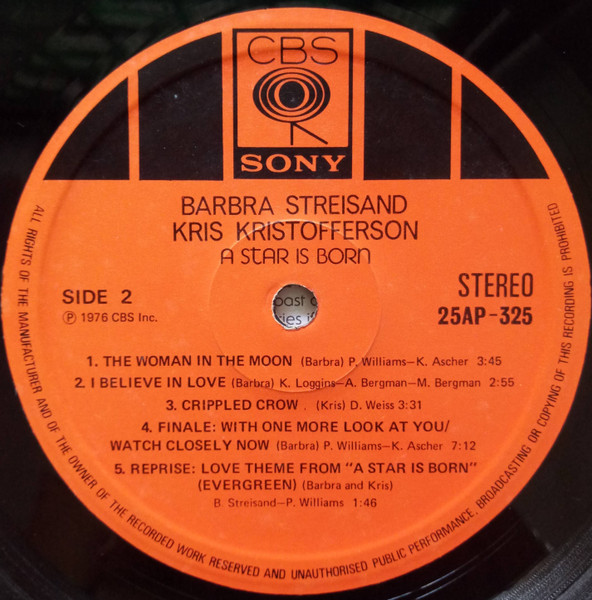 CBS
SONY
BARBRA STREISAND
KRIS KRISTOFFERSON
A STAR IS BORN
SIDE 2
℗ 1976 CBS Inc.
STEREO
25AP-325
oast
ries i
1. THE WOMAN IN THE MOON (Barbra) P. Williams—K. Ascher 3:45
2. I BELIEVE IN LOVE (Barbra) K. Loggins—A. Bergman—M. Bergman 2:55
3. CRIPPLED CROW . (Kris) D. Weiss 3:31
4. FINALE: WITH ONE MORE LOOK AT YOU/
WATCH CLOSELY NOW (Barbra) P. Williams—K. Ascher 7:12
5. REPRISE: LOVE THEME FROM "A STAR IS BORN"
(EVERGREEN) (Barbra and Kris)
B Streisand—P. Williams 1:46
ALL RIGHTS OF THE MANUFACTURER AND OF THE OWNER OF THE RECORDED WORK RESERVED AND UNAUTHORISED PUBLIC PERFORMANCE, BROADCASTING OR COPYING OF THIS RECORDING IS PROHIBITED